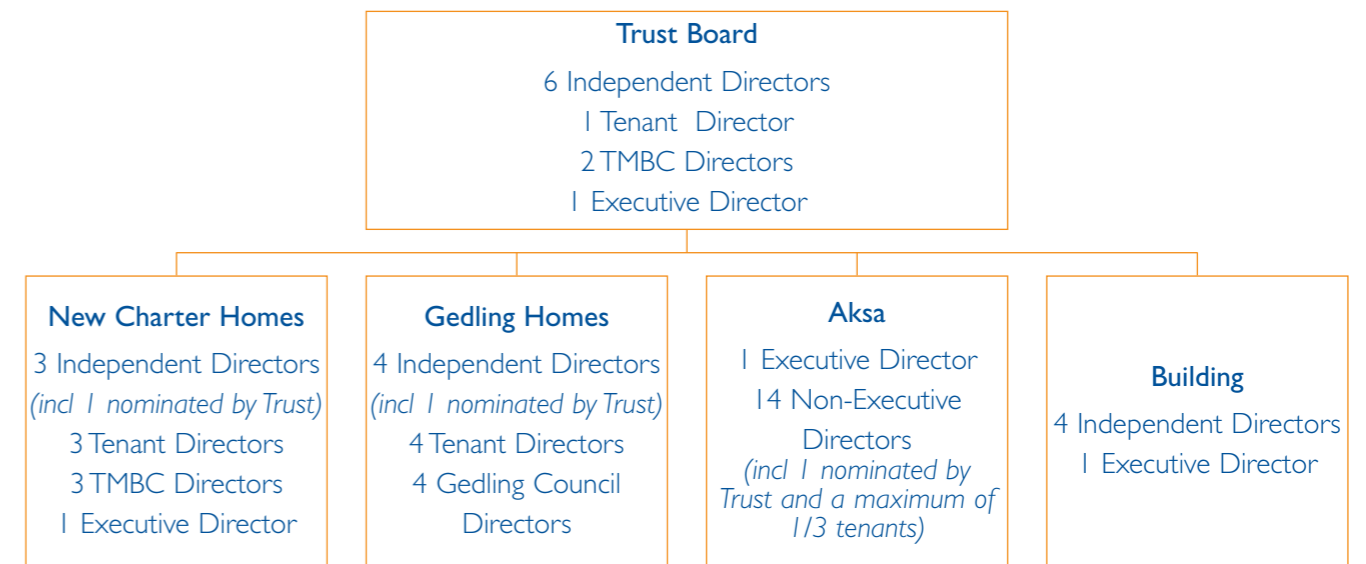 Trust Board
6 Independent Directors
1 Tenant Director
2 TMBC Directors
1 Executive Director
New Charter Homes
3 Independent Directors
(incl 1 nominated by Trust)
3 Tenant Directors
3 TMBC Directors
1 Executive Director
Gedling Homes
4 Independent Directors
(incl 1 nominated by Trust)
4 Tenant Directors
4 Gedling Council
Directors
Aksa
1 Executive Director
14 Non-Executive
Directors
(incl 1 nominated by
Trust and a maximum of
1/3 tenants)
Building
4 Independent Directors
1 Executive Director